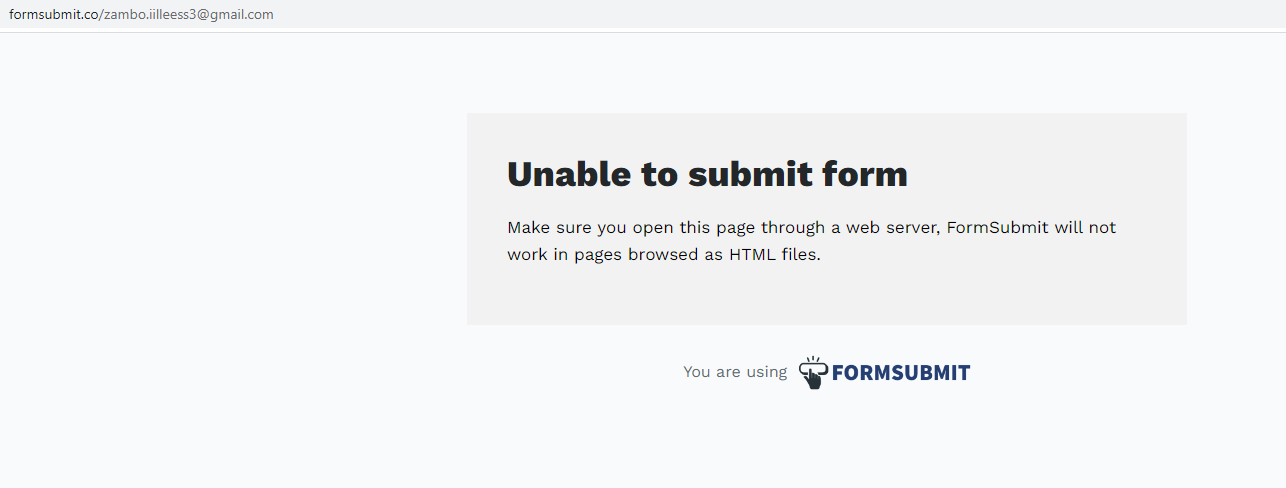 formsubmit.co/zambo.iilleess3@gmail.com
Unable to submit form
Make sure you open this page through a web server, FormSubmit will not
work in pages browsed as HTML files.
You are using FORMSUBMIT